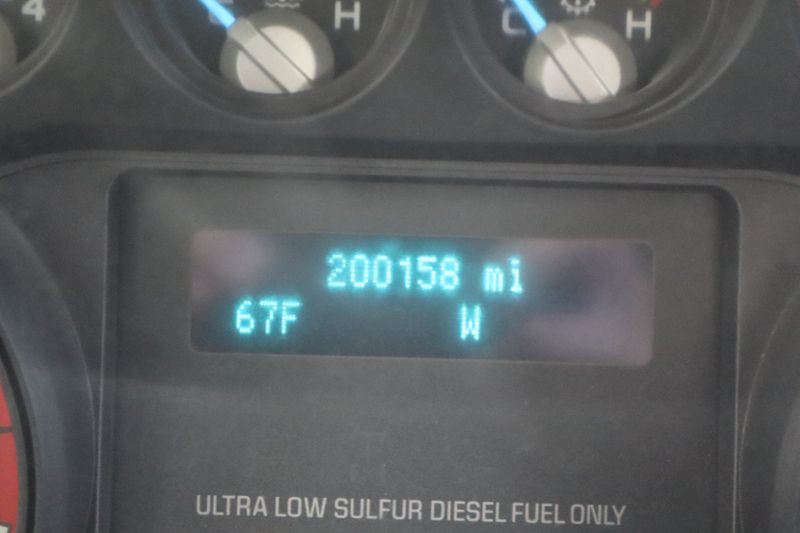 4
H
C H
200158 mi
67F W
ULTRA LOW SULFUR DIESEL FUEL ONLY